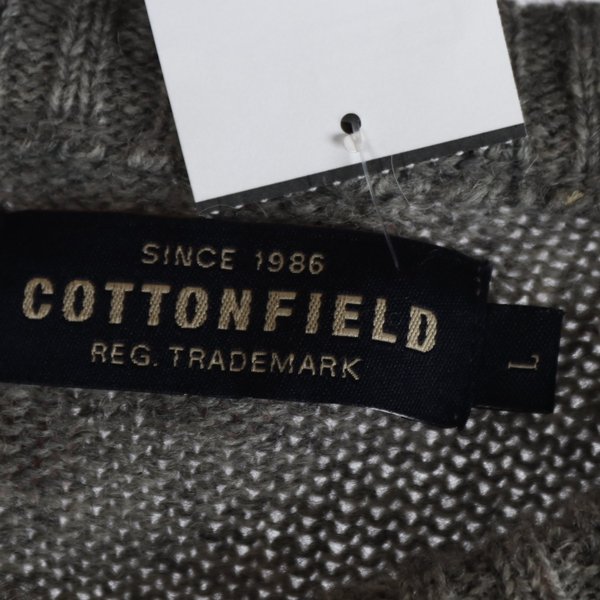 SINCE 1986
COTTONFIELD
REG. TRADEMARK
L